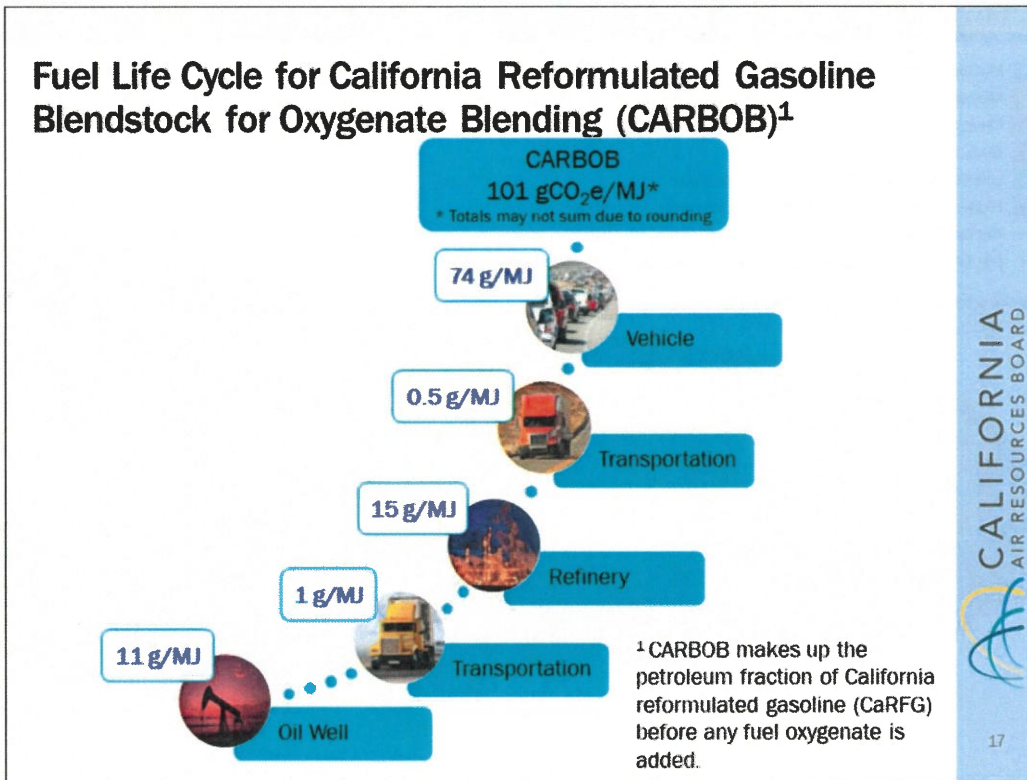 Fuel Life Cycle for California Reformulated Gasoline
Blendstock for Oxygenate Blending (CARBOB)¹
CARBOB
101 gCO₂e/MJ*
* Totals may not sum due to rounding
74 g/MJ
Vehicle
0.5 g/MJ
Transportation
15 g/MJ
Refinery
1 g/MJ
Transportation
11 g/MJ
Oil Well
¹ CARBOB makes up the
petroleum fraction of California
reformulated gasoline (CaRFG)
before any fuel oxygenate is
added.
CALIFORNIA
AIR RESOURCES BOARD
17